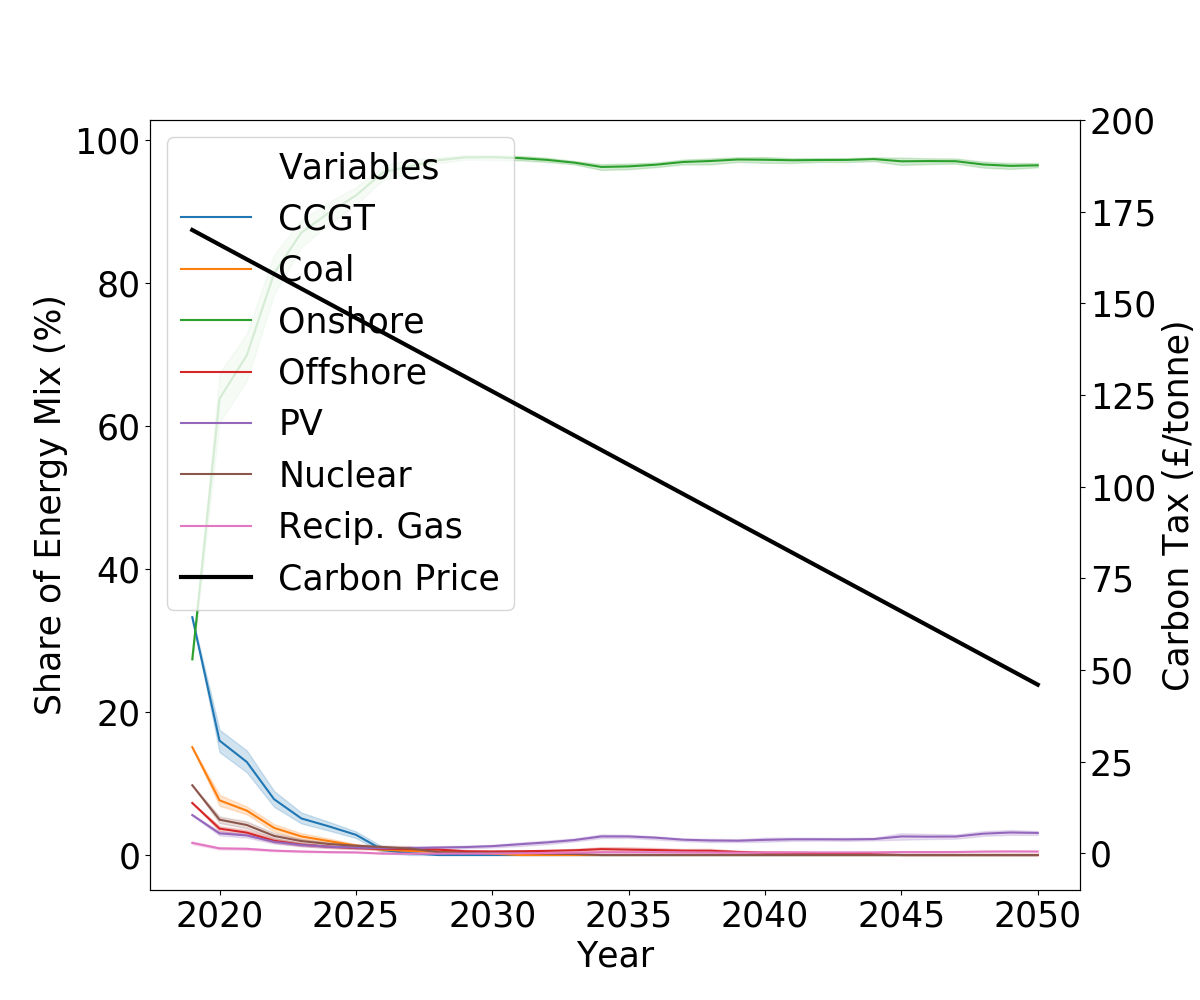 Variables
CCGT
Coal
Onshore
Offshore
PV
Nuclear
Recip. Gas
Carbon Price
Share of Energy Mix (%)
100
80
60
40
20
0
200
175
150
125
100
75
50
25
0
Carbon Tax (£/tonne)
2020
2025
2030
2035
2040
2045
2050
Year